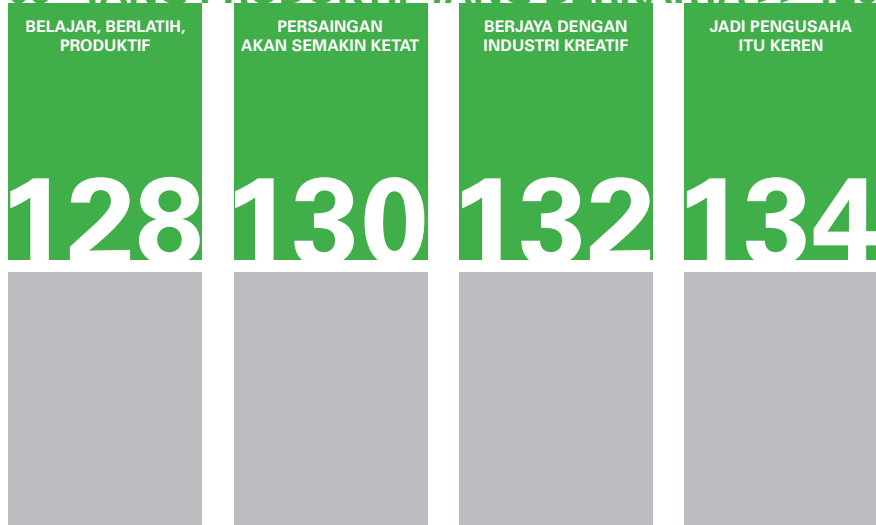 BELAJAR, BERLATIH,
PRODUKTIF
128
PERSAINGAN
AKAN SEMAKIN KETAT
130
BERJAYA DENGAN
INDUSTRI KREATIF
132
JADI PENGUSAHA
ITU KEREN
134